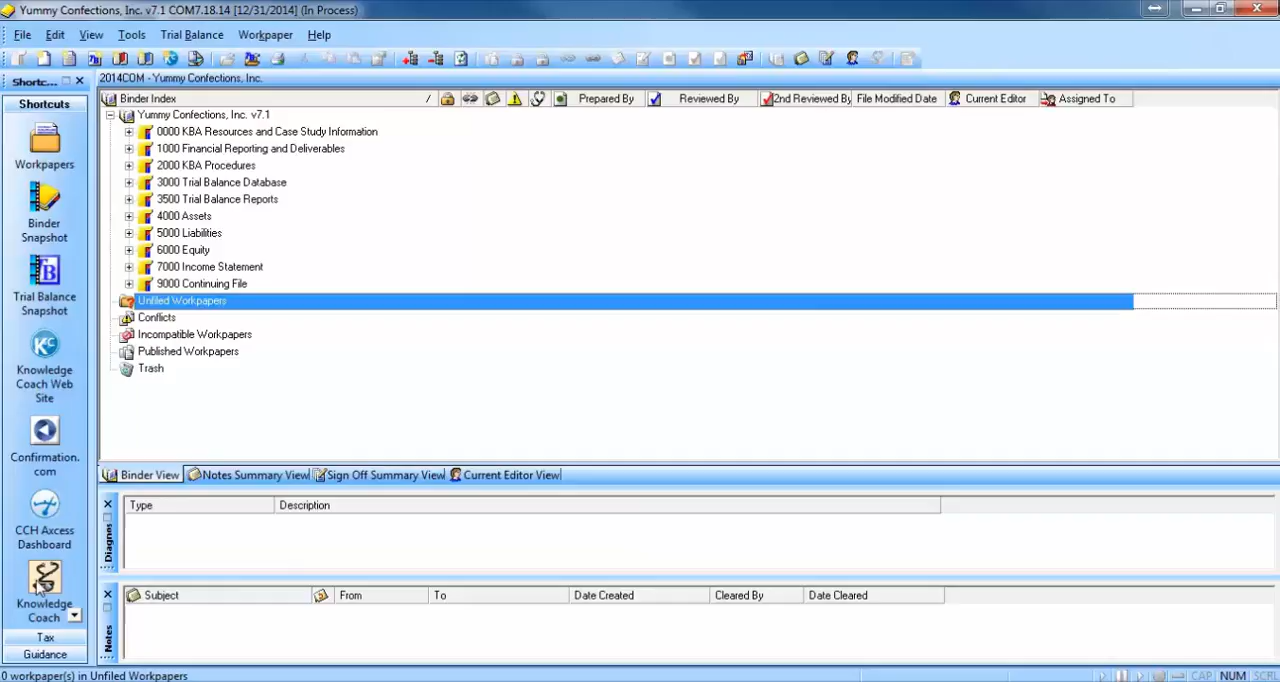 Yummy Confections, Inc. v7.1 COM7.18.14 [12/31/2014] (In Process)
File Edit View Tools Trial Balance Workpaper Help
Shortc...
2014COM - Yummy Confections, Inc.
Shortcuts
Binder Index / Prepared By Reviewed By 2nd Reviewed By File Modified Date Current Editor Assigned To
Yummy Confections, Inc. v7.1
0000 KBA Resources and Case Study Information
1000 Financial Reporting and Deliverables
2000 KBA Procedures
3000 Trial Balance Database
3500 Trial Balance Reports
4000 Assets
5000 Liabilities
6000 Equity
7000 Income Statement
9000 Continuing File
Unfiled Workpapers
Conflicts
Incompatible Workpapers
Published Workpapers
Trash
Workpapers
Binder
Snapshot
Trial Balance
Snapshot
Knowledge
Coach Web
Site
Confirmation.
com
CCH Axcess
Dashboard
Knowledge
Coach
Tax
Guidance
Binder View Notes Summary View Sign Off Summary View Current Editor View
Diagnos
Type Description
Notes
Subject From To Date Created Cleared By Date Cleared
0 workpaper(s) in Unfiled Workpapers
CAP NUM SCRL